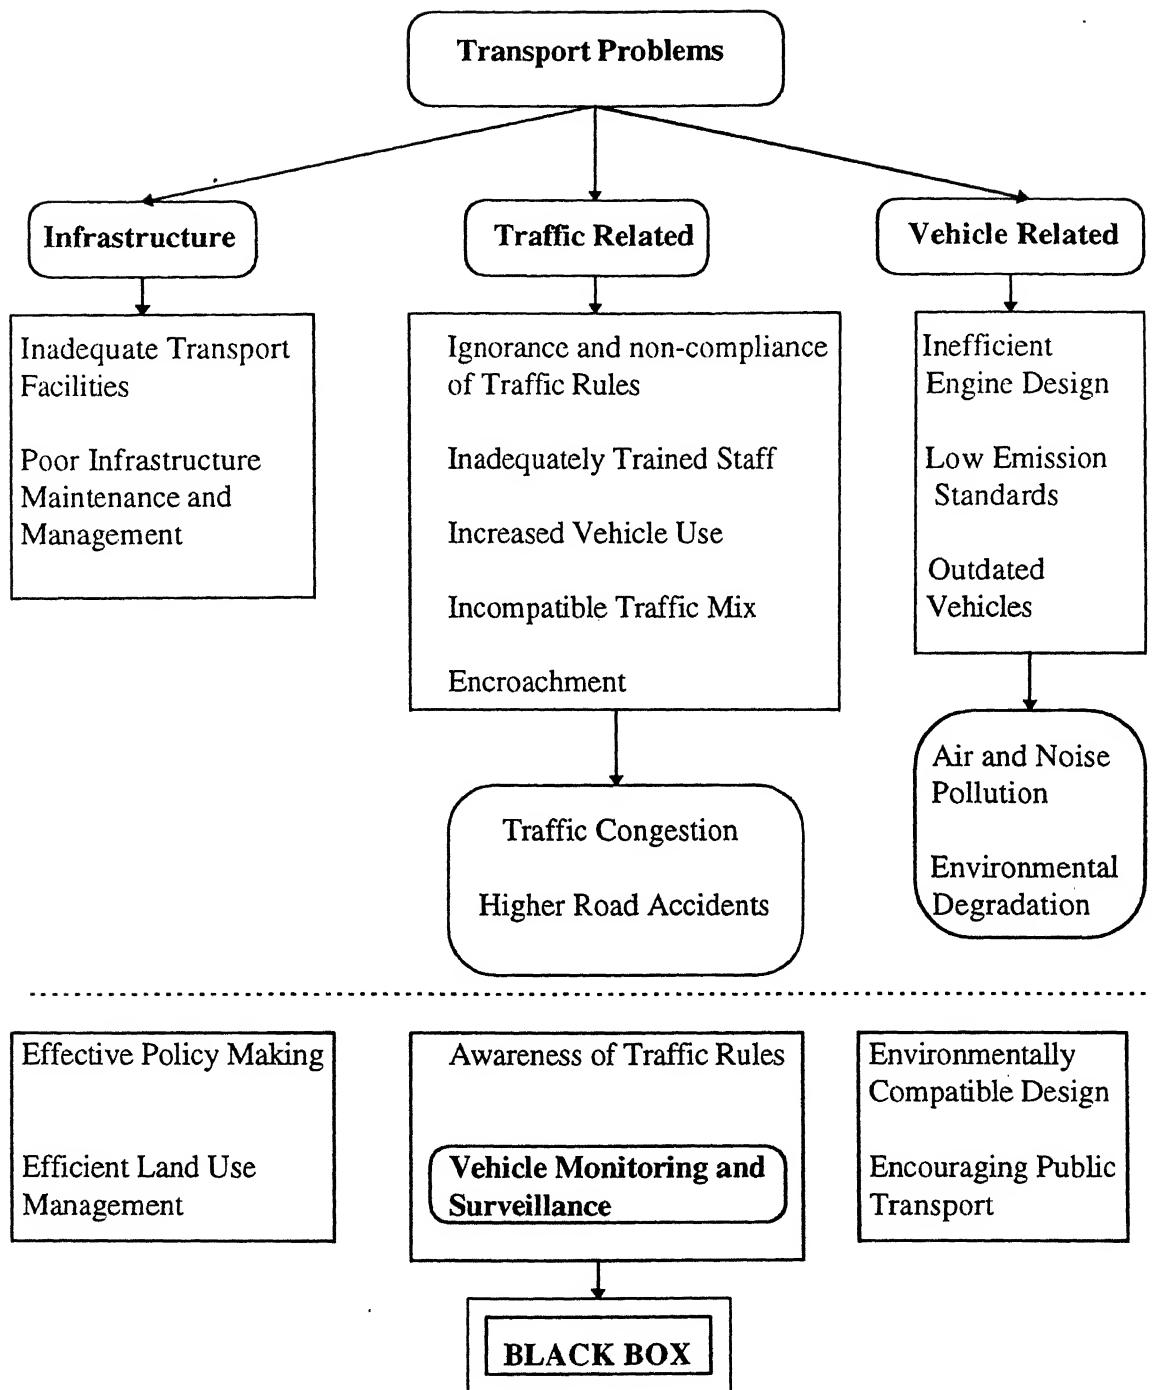 Transport Problems
Infrastructure
Traffic Related
Vehicle Related
Inadequate Transport
Facilities
Poor Infrastructure
Maintenance and
Management
Ignorance and non-compliance
of Traffic Rules
Inadequately Trained Staff
Increased Vehicle Use
Incompatible Traffic Mix
Encroachment
Inefficient
Engine Design
Low Emission
Standards
Outdated
Vehicles
Traffic Congestion
Higher Road Accidents
Air and Noise
Pollution
Environmental
Degradation
Effective Policy Making
Efficient Land Use
Management
Awareness of Traffic Rules
Vehicle Monitoring and
Surveillance
Environmentally
Compatible Design
Encouraging Public
Transport
BLACK BOX